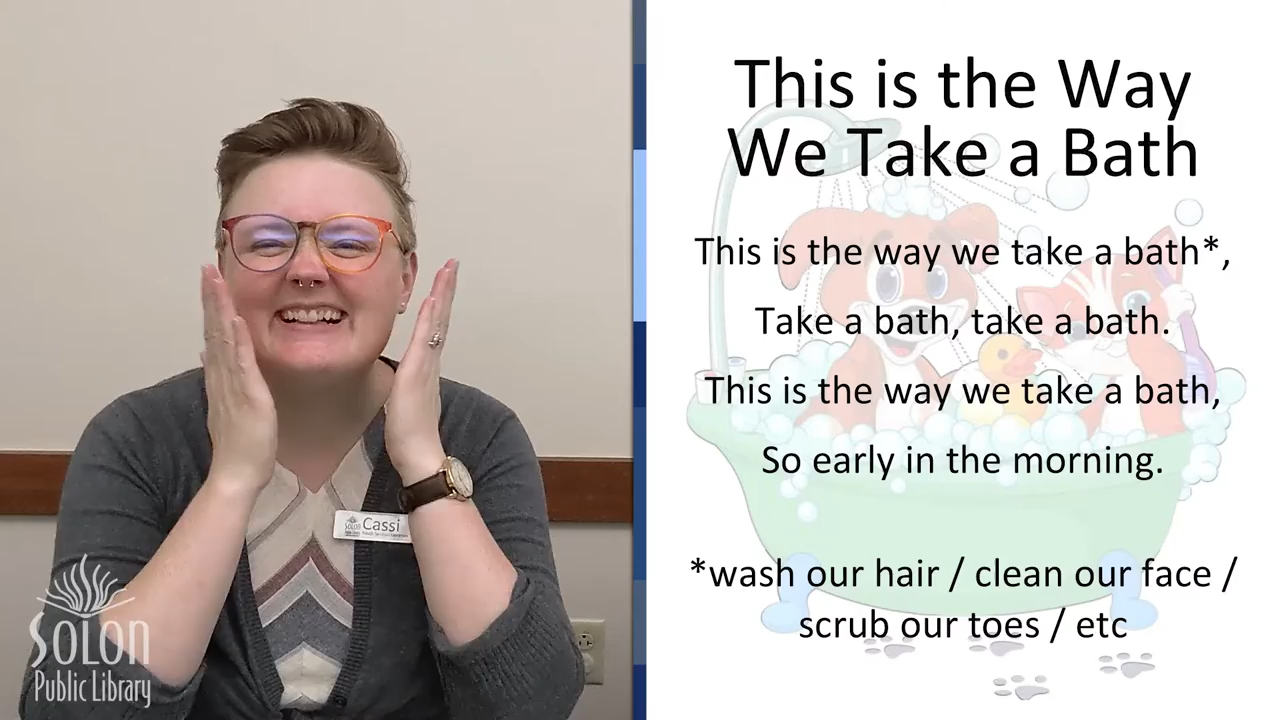 This is the Way
We Take a Bath
This is the way we take a bath*,
Take a bath, take a bath.
This is the way we take a bath,
So early in the morning.
*wash our hair / clean our face /
scrub our toes / etc
SOLON
Cassi
SOLON
Public Library